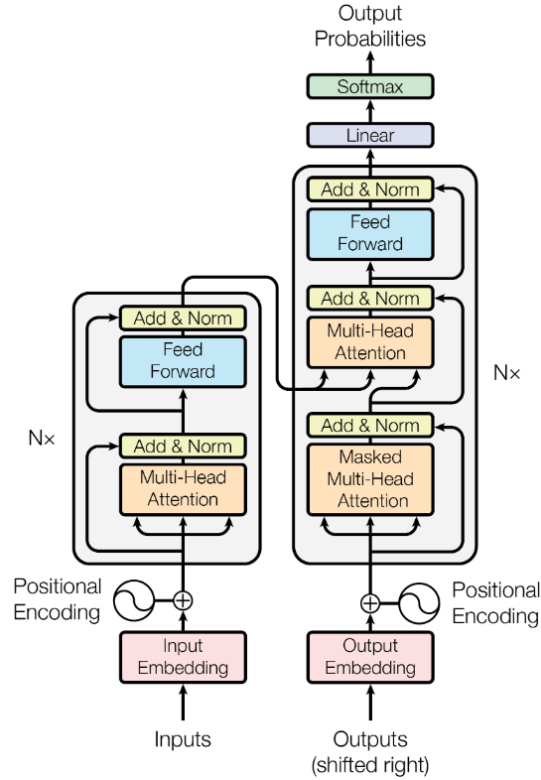 Output
Probabilities
Softmax
Linear
Add & Norm
Feed
Forward
Add & Norm
Multi-Head
Attention
Add & Norm
Masked
Multi-Head
Attention
N×
Add & Norm
Feed
Forward
N×
Add & Norm
Multi-Head
Attention
Positional
Encoding
Positional
Encoding
Input
Embedding
Output
Embedding
Inputs
Outputs
(shifted right)